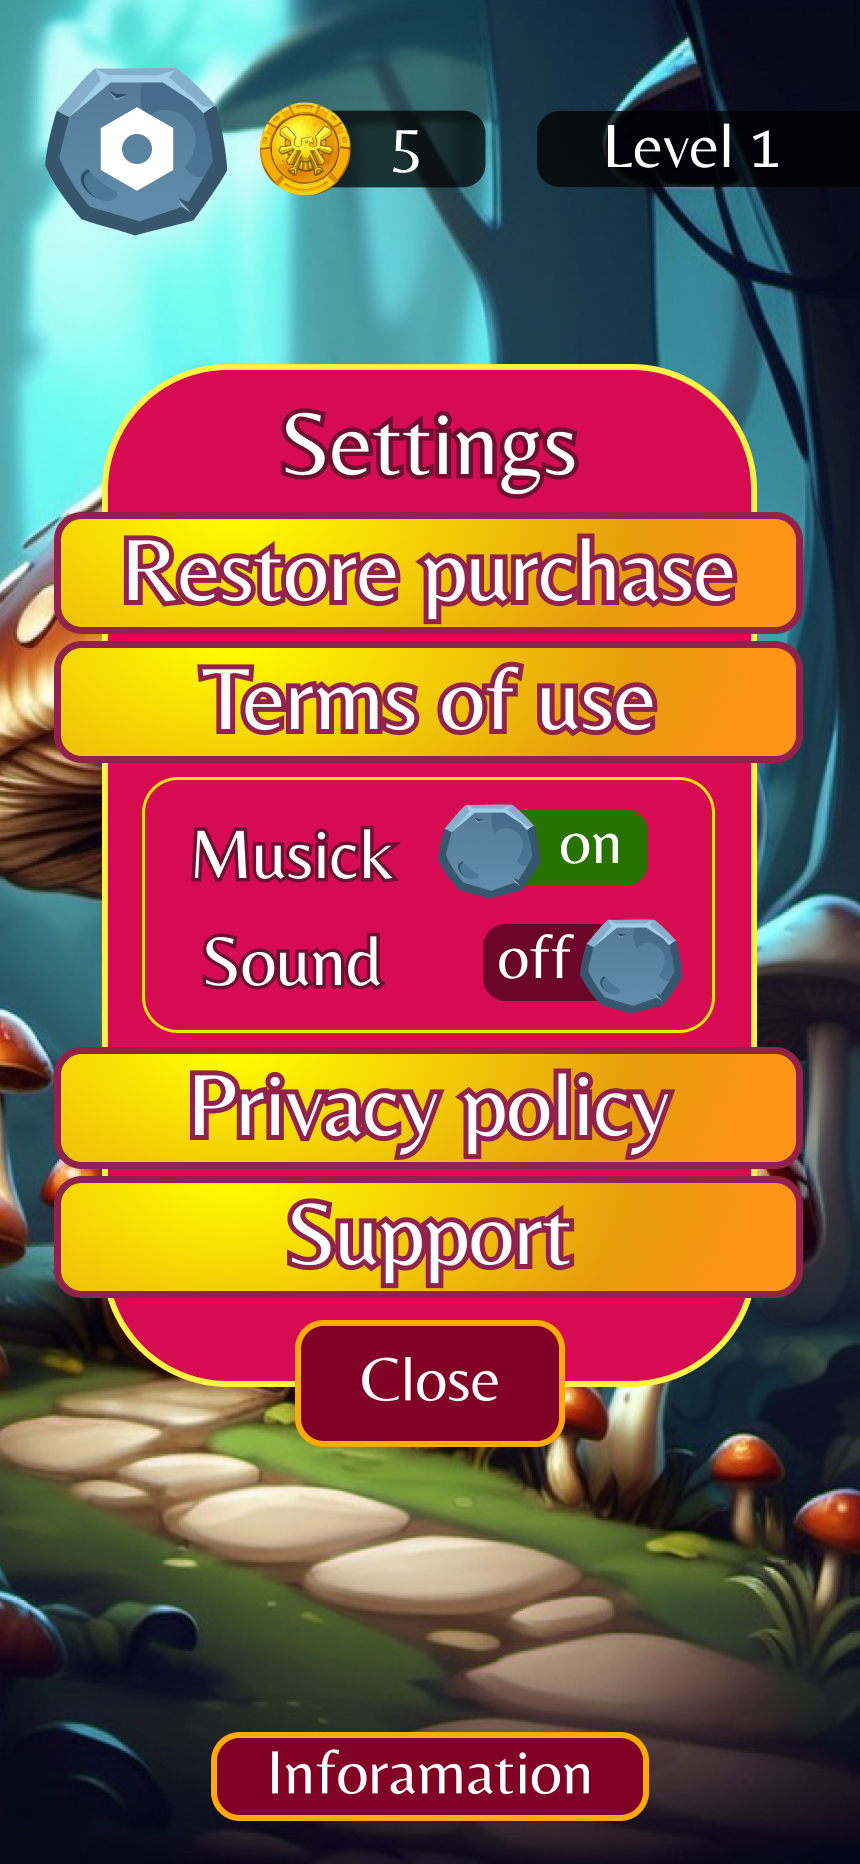 5
Level 1
Settings
Restore purchase
Terms of use
Musick
on
Sound
off
Privacy policy
Support
Close
Inforamation